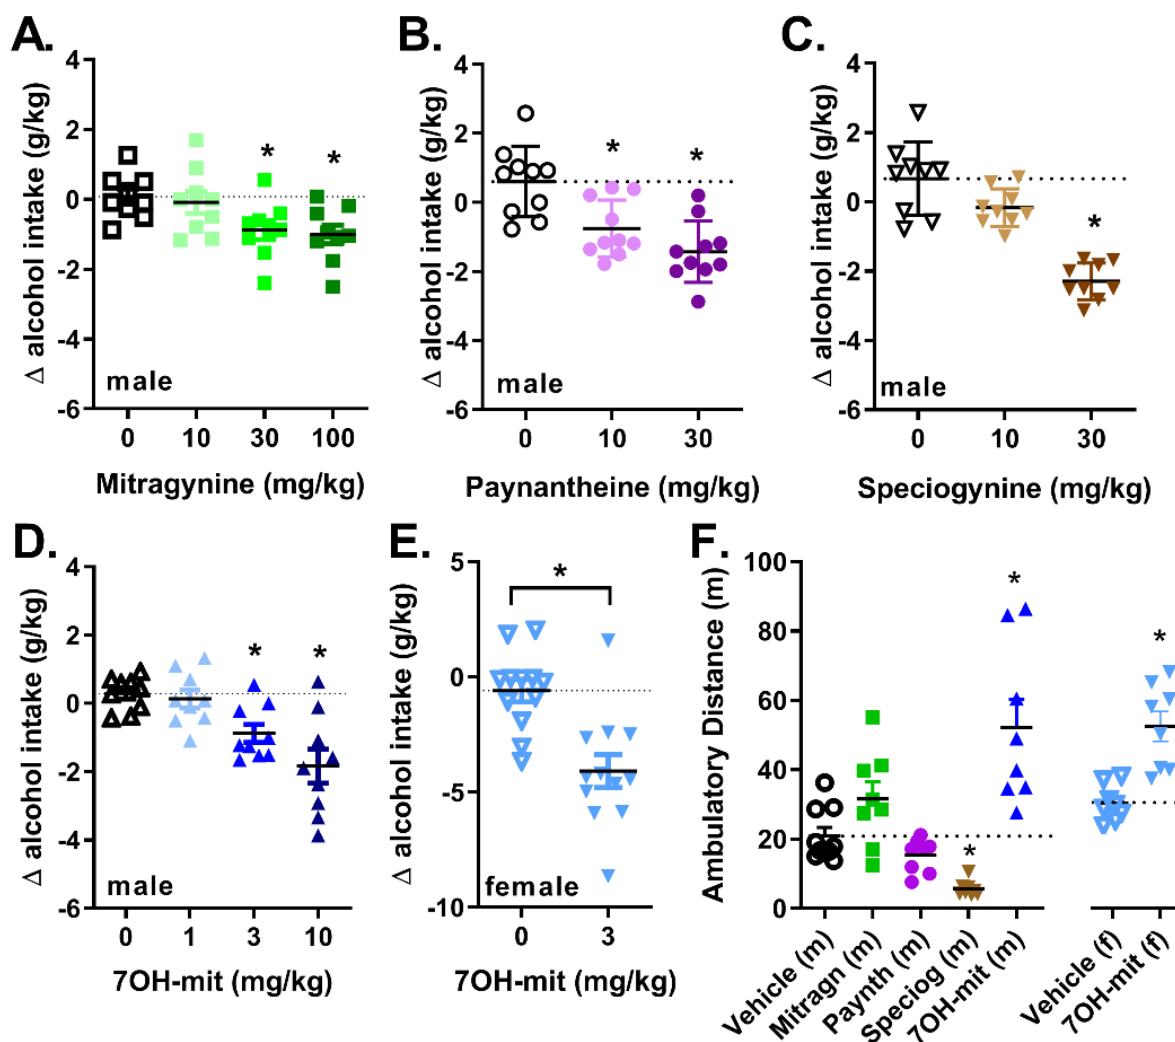 A.
Δ alcohol intake (g/kg)
4
2
0
-2
-4
-6
*
*
male
0 10 30 100
Mitragynine (mg/kg)
B.
Δ alcohol intake (g/kg)
4
2
0
-2
-4
-6
*
*
male
0 10 30
Paynantheine (mg/kg)
C.
Δ alcohol intake (g/kg)
4
2
0
-2
-4
-6
*
male
0 10 30
Speciogynine (mg/kg)
D.
Δ alcohol intake (g/kg)
4
2
0
-2
-4
-6
*
*
male
0 1 3 10
7OH-mit (mg/kg)
E.
Δ alcohol intake (g/kg)
5
0
-5
-10
*
female
0 3
7OH-mit (mg/kg)
F.
Ambulatory Distance (m)
100
80
60
40
20
0
*
*
*
Vehicle (m)
Mitragn (m)
Paynth (m)
Speciog (m)
7OH-mit (m)
Vehicle (f)
7OH-mit (f)